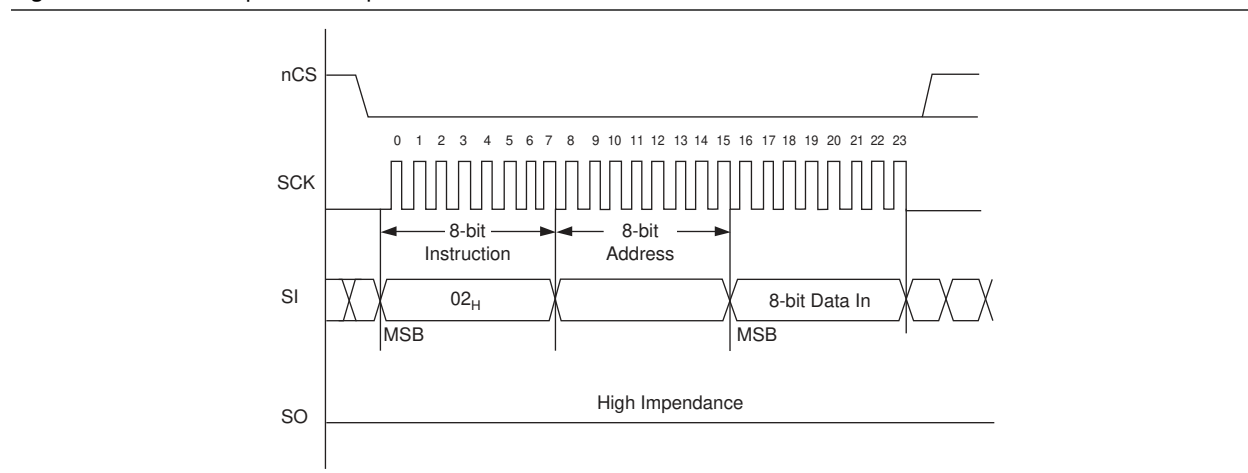 nCS
0 1 2 3 4 5 6 7 8 9 10 11 12 13 14 15 16 17 18 19 20 21 22 23
SCK
8-bit
Instruction
8-bit
Address
SI
02H
8-bit Data In
MSB
MSB
High Impendance
SO